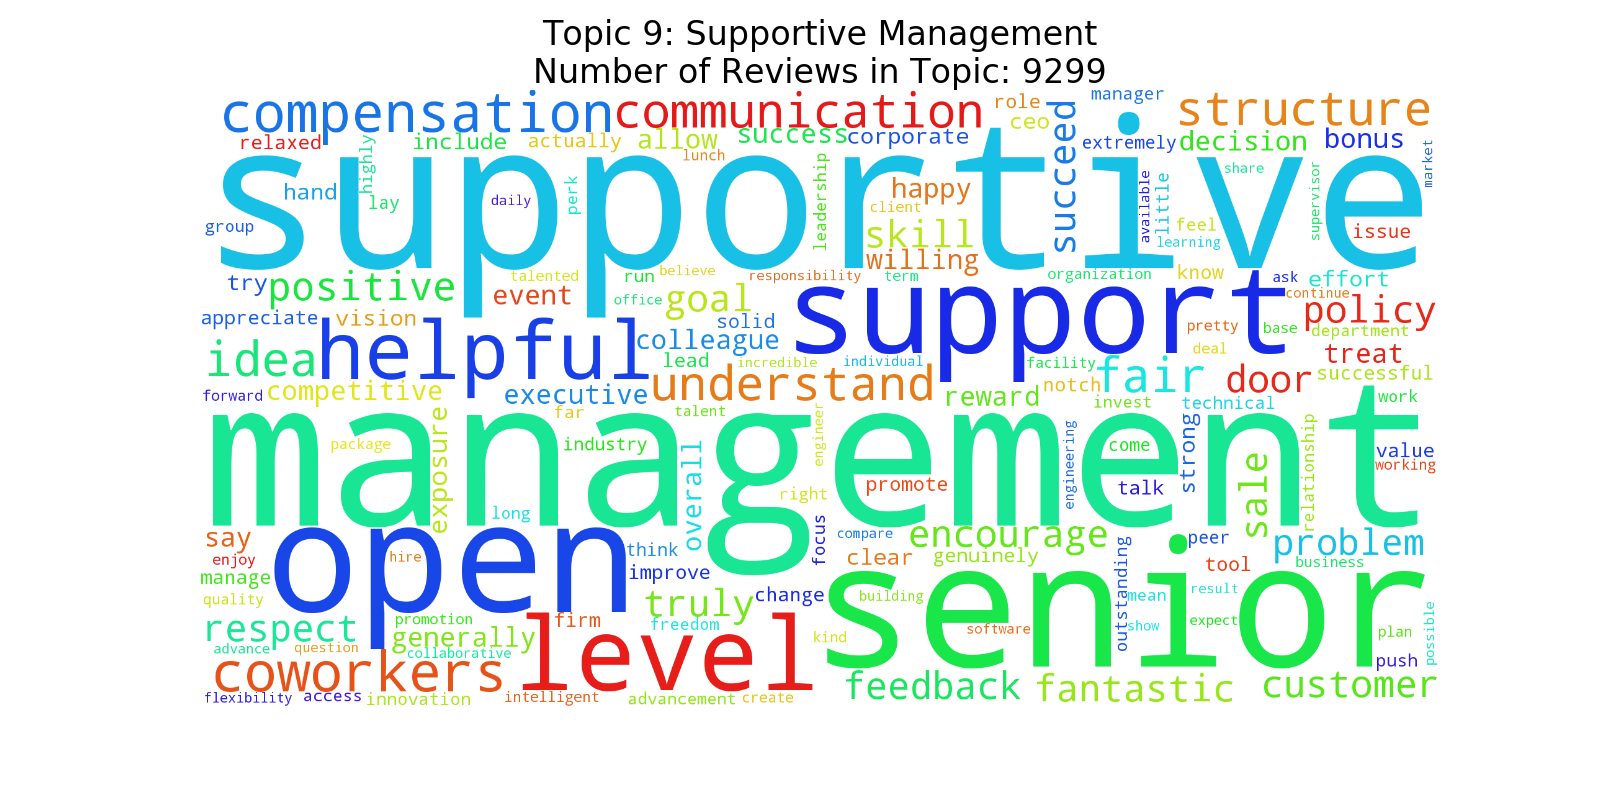 Topic 9: Supportive Management
Number of Reviews in Topic: 9299
compensation
communication
role
ceo
manager
structure
relaxed
highly
include
actually
allow
lunch
success
corporate
succeed
extremely
decision
bonus
market
supportive
hand
lay
daily
perk
leadership
happy
client
skill
willing
available
little
feel
learning
share
supervisor
issue
group
try
positive
talented
event
run
office
believe
goal
responsibility
term
organization
know
ask
effort
continue
policy
appreciate
vision
helpful
solid
colleague
support
pretty
base
department
deal
treat
idea
lead
incredible
individual
facility
fair
door
successful
forward
competitive
executive
understand
reward
notch
invest
technical
work
management
far
talent
engineer
package
exposure
industry
overall
right
promote
engineering
come
talk
strong
sale
relationship
value
working
long
say
enjoy
manage
quality
open
hire
think
improve
focus
compare
encourage
clear
genuinely
peer
tool
problem
business
respect
advance
promotion
question
generally
collaborative
firm
truly
freedom
change
building
kind
senior
software
outstanding
mean
show
result
expect
plan
push
possible
coworkers
level
flexibility
access
innovation
intelligent
advancement
create
feedback
fantastic
customer